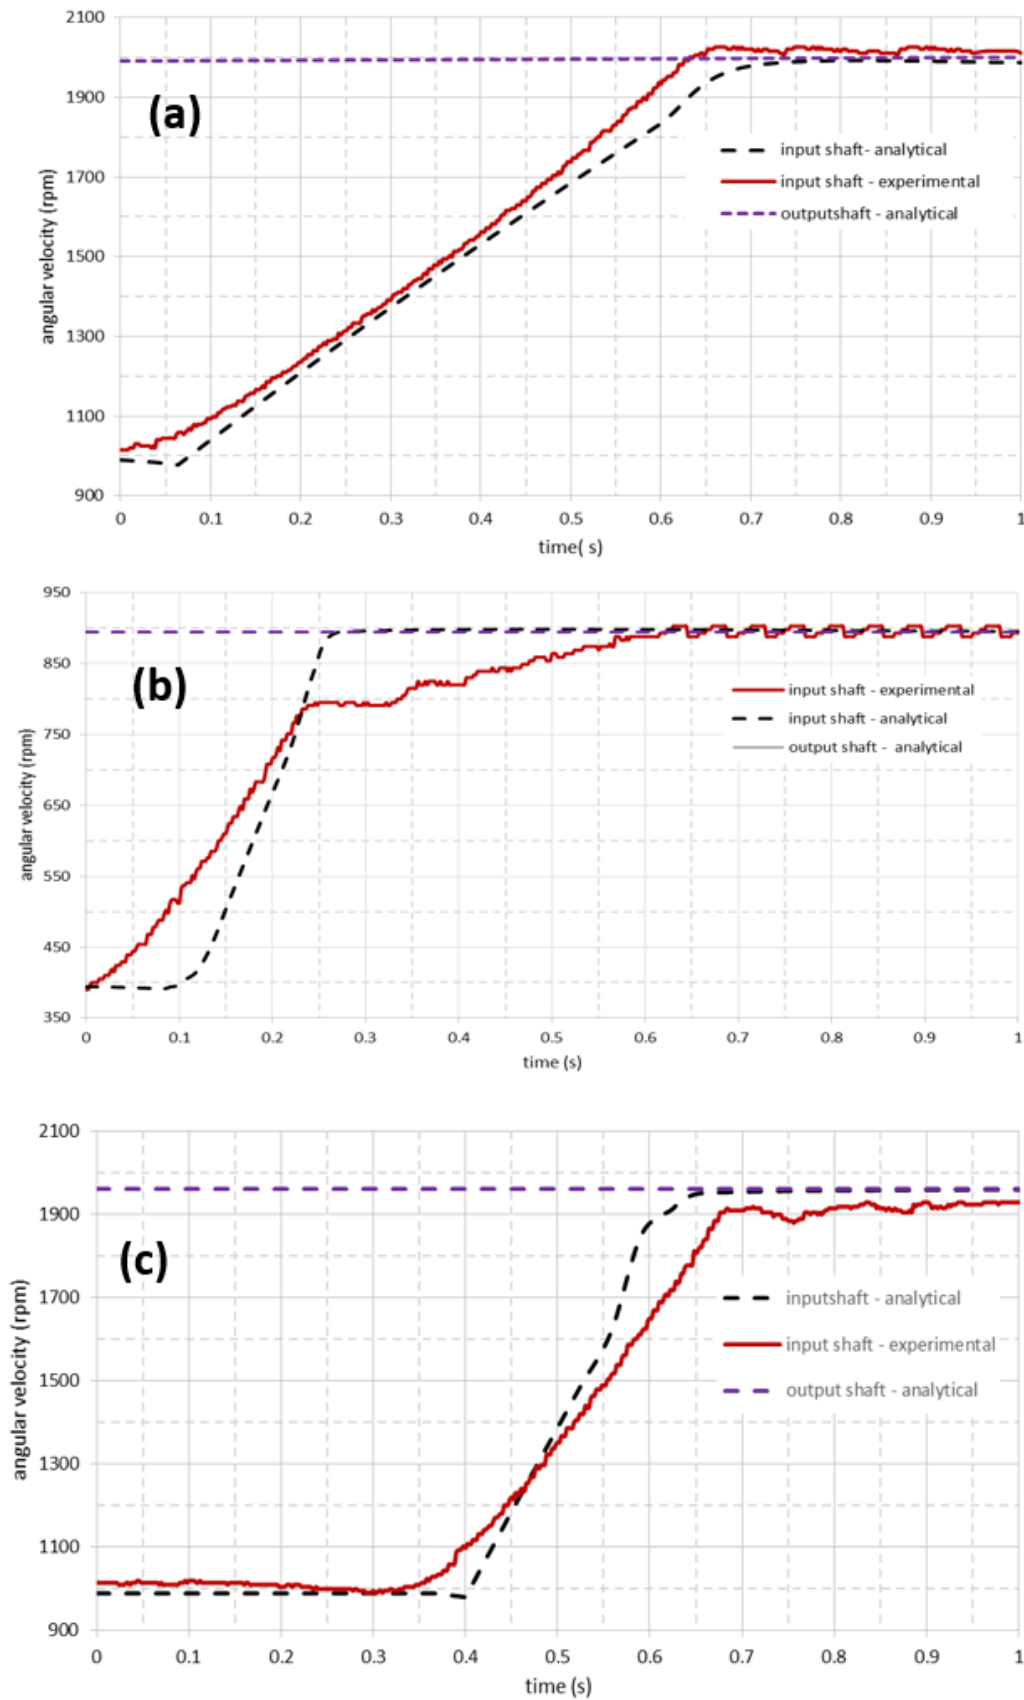 2100
1900
1700
1500
1300
1100
900
angular velocity (rpm)
(a)
input shaft- analytical
input shaft - experimental
outputshaft - analytical
0 0.1 0.2 0.3 0.4 0.5 0.6 0.7 0.8 0.9 1
time( s)
950
850
750
650
550
450
350
angular velocity (rpm)
(b)
input shaft - experimental
input shaft - analytical
output shaft - analytical
0 0.1 0.2 0.3 0.4 0.5 0.6 0.7 0.8 0.9 1
time (s)
2100
1900
1700
1500
1300
1100
900
angular velocity (rpm)
(c)
inputshaft - analytical
input shaft - experimental
output shaft - analytical
0 0.1 0.2 0.3 0.4 0.5 0.6 0.7 0.8 0.9 1
time (s)